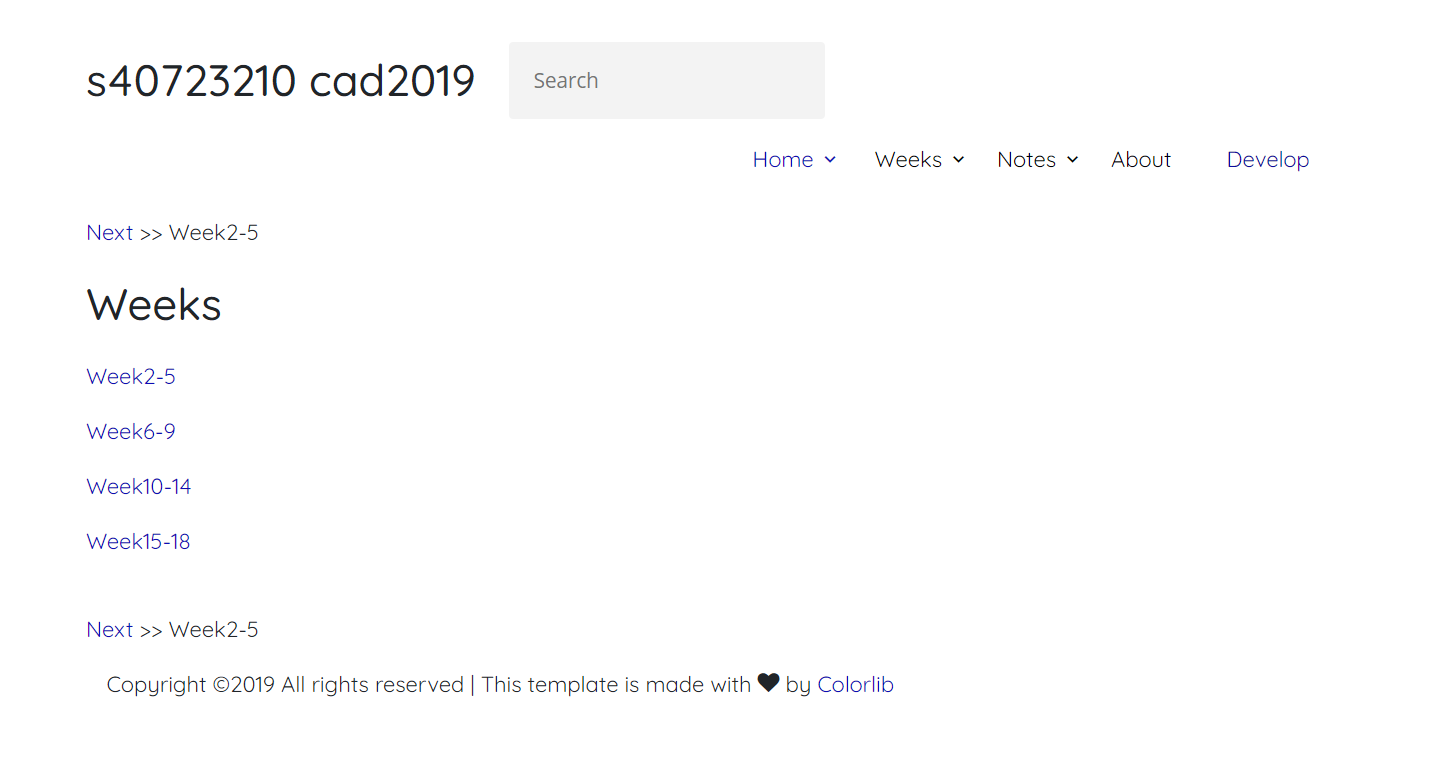 s40723210 cad2019 Search
Home Weeks Notes About Develop
Next >> Week2-5
Weeks
Week2-5
Week6-9
Week10-14
Week15-18
Next >> Week2-5
Copyright ©2019 All rights reserved | This template is made with ♥ by Colorlib